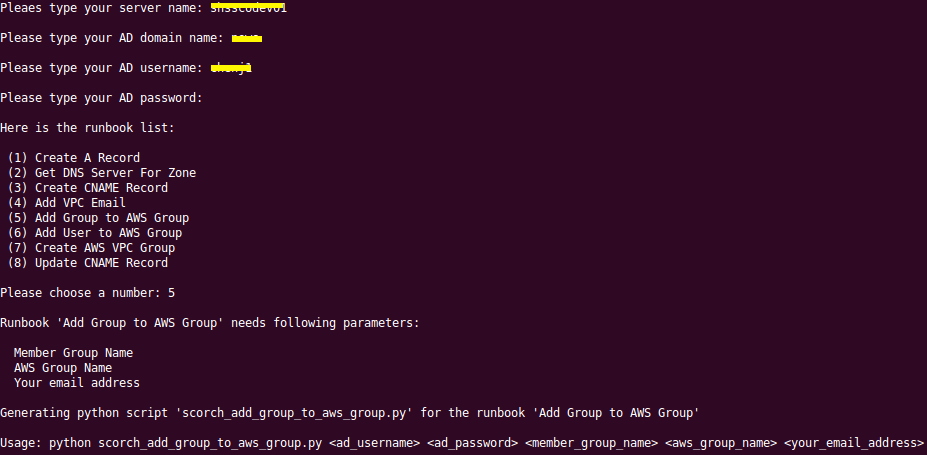 Pleaes type your server name:
Please type your AD domain name:
Please type your AD username:
Please type your AD password:
Here is the runbook list:
(1) Create A Record
(2) Get DNS Server For Zone
(3) Create CNAME Record
(4) Add VPC Email
(5) Add Group to AWS Group
(6) Add User to AWS Group
(7) Create AWS VPC Group
(8) Update CNAME Record
Please choose a number: 5
Runbook 'Add Group to AWS Group' needs following parameters:
Member Group Name
AWS Group Name
Your email address
Generating python script 'scorch_add_group_to_aws_group.py' for the runbook 'Add Group to AWS Group'
Usage: python scorch_add_group_to_aws_group.py <ad_username> <ad_password> <member_group_name> <aws_group_name> <your_email_address>